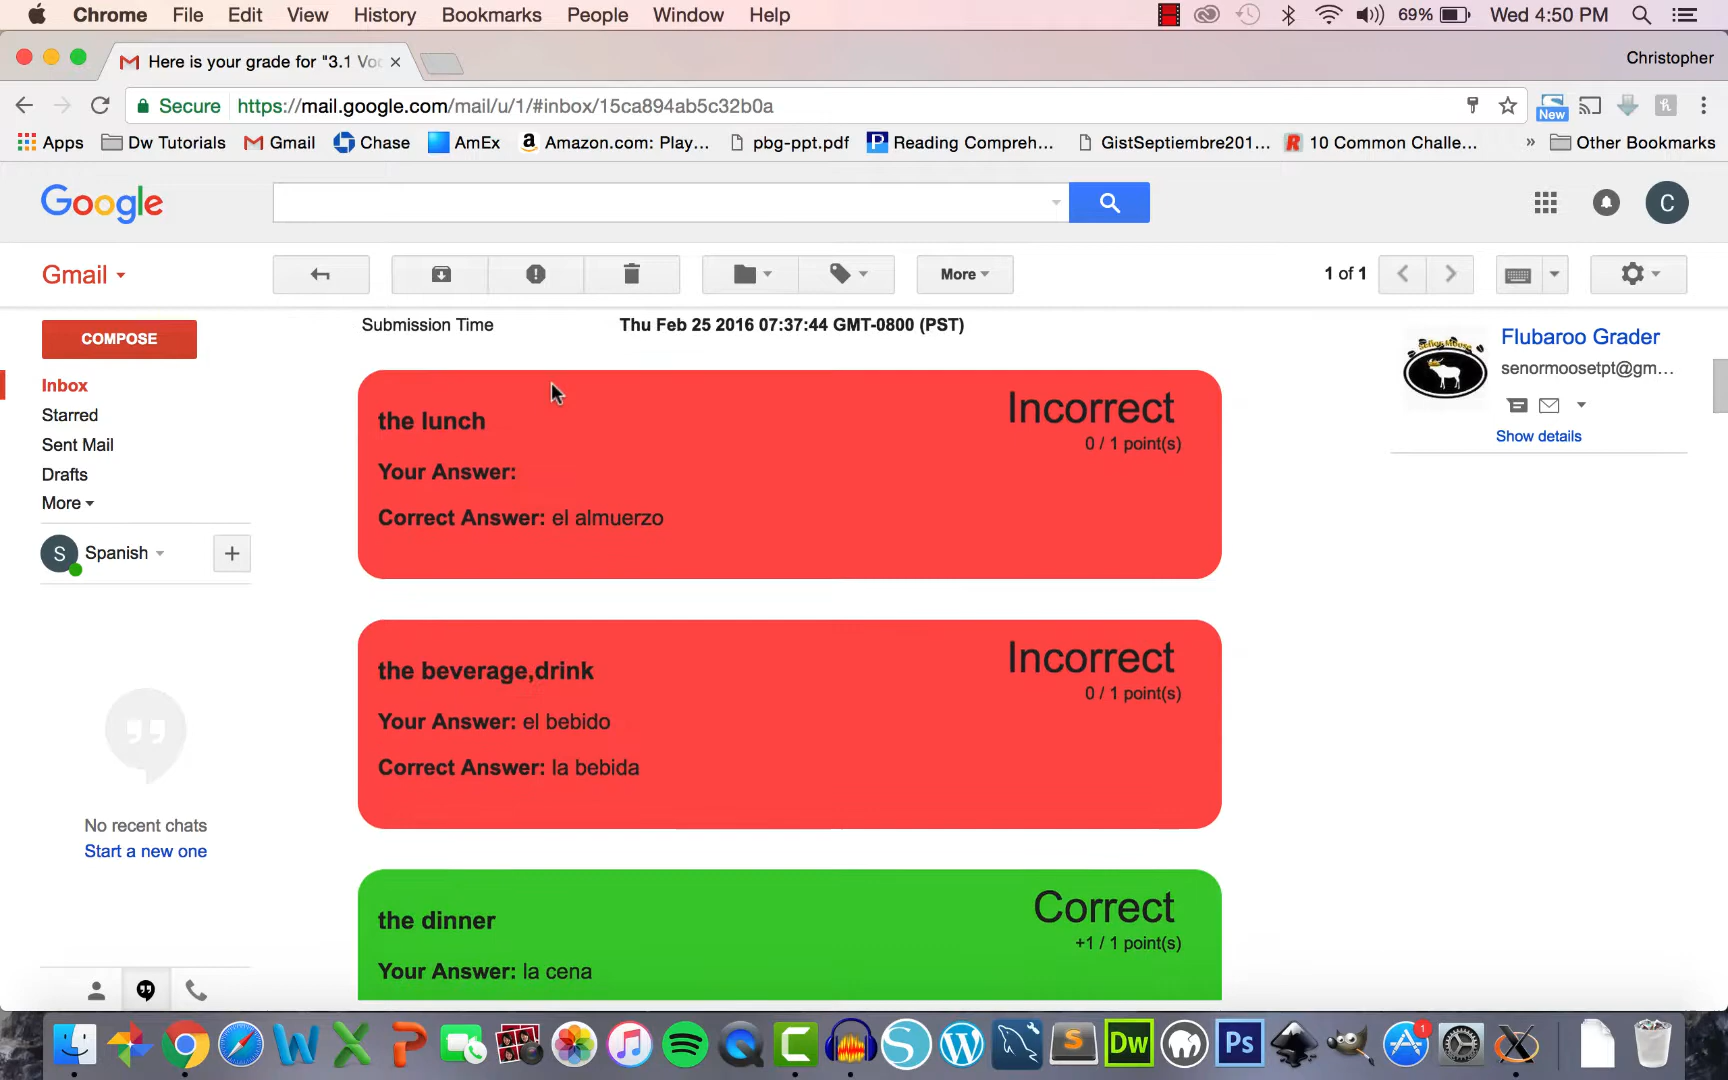 Chrome File Edit View History Bookmarks People Window Help 69% Wed 4:50 PM
Here is your grade for "3.1 Voc
Christopher
Secure https://mail.google.com/mail/u/1/#inbox/15ca894ab5c32b0a New
Apps Dw Tutorials Gmail Chase AmEx Amazon.com: Play... pbg-ppt.pdf Reading Compreh... GistSeptiembre201... 10 Common Challe... » Other Bookmarks
Google C
Gmail More 1 of 1
COMPOSE
Inbox
Starred
Sent Mail
Drafts
More
S Spanish +
No recent chats
Start a new one
Submission Time Thu Feb 25 2016 07:37:44 GMT-0800 (PST)
the lunch Incorrect
0 / 1 point(s)
Your Answer:
Correct Answer: el almuerzo
the beverage,drink Incorrect
0 / 1 point(s)
Your Answer: el bebido
Correct Answer: la bebida
the dinner Correct
+1 / 1 point(s)
Your Answer: la cena
Flubaroo Grader
senormoosetpt@gm...
Show details
Dw
Ps
1